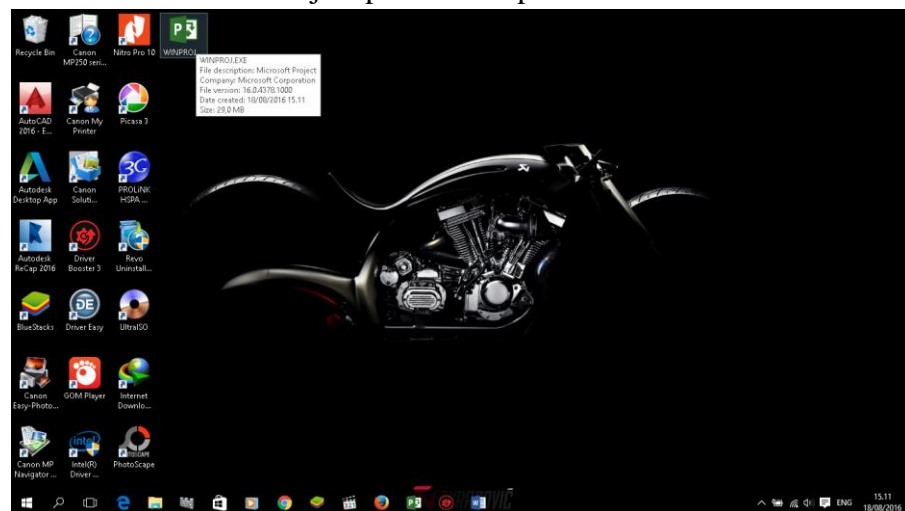 Recycle Bin
Canon
MP250 seri...
Nitro Pro 10
WINPROJ
WINPROJ.EXE
File description: Microsoft Project
Company: Microsoft Corporation
File version: 16.0.4378.1000
Date created: 18/08/2016 15.11
Size: 29,0 MB
AutoCAD
2016 - E...
Canon My
Printer
Picasa 3
3G
Autodesk
Desktop App
Canon
Soluti...
PROLiNK
HSPA ...
Autodesk
ReCap 2016
Driver
Booster 3
Revo
Uninstall...
DE
BlueStacks
Driver Easy
UltraISO
Canon
Easy-Photo...
GOM Player
Internet
Downlo...
intel
Canon MP
Navigator ...
Intel(R)
Driver ...
PhotoScape
ENG
15.11
18/08/2016